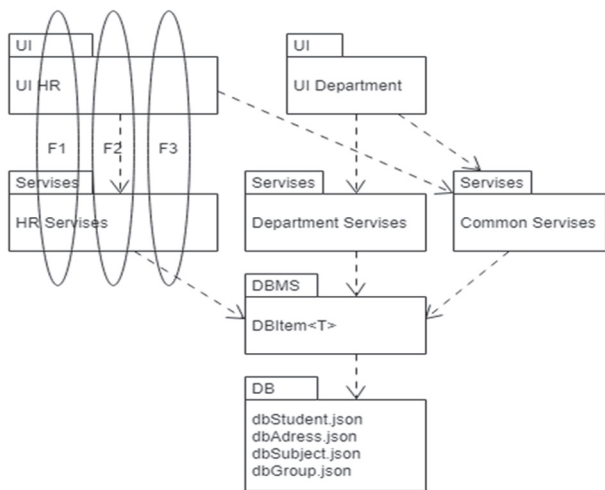 UI
UI
UI HR
UI Department
F1
F2
F3
Servises
Servises
Servises
HR Servises
Department Servises
Common Servises
DBMS
DBItem<T>
DB
dbStudent.json
dbAdress.json
dbSubject.json
dbGroup.json